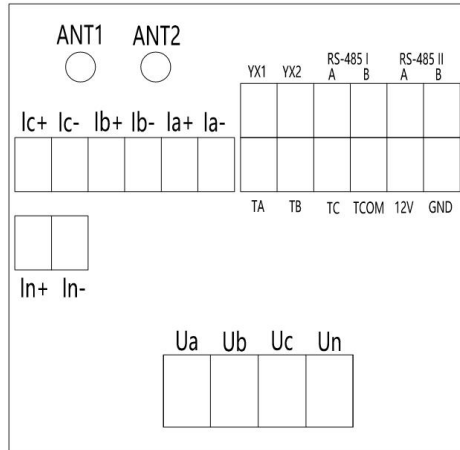 ANT1 ANT2
RS-485 I RS-485 II
YX1 YX2 A B A B
Ic+ Ic- Ib+ Ib- Ia+ Ia-
TA TB TC TCOM 12V GND
In+ In-
Ua Ub Uc Un